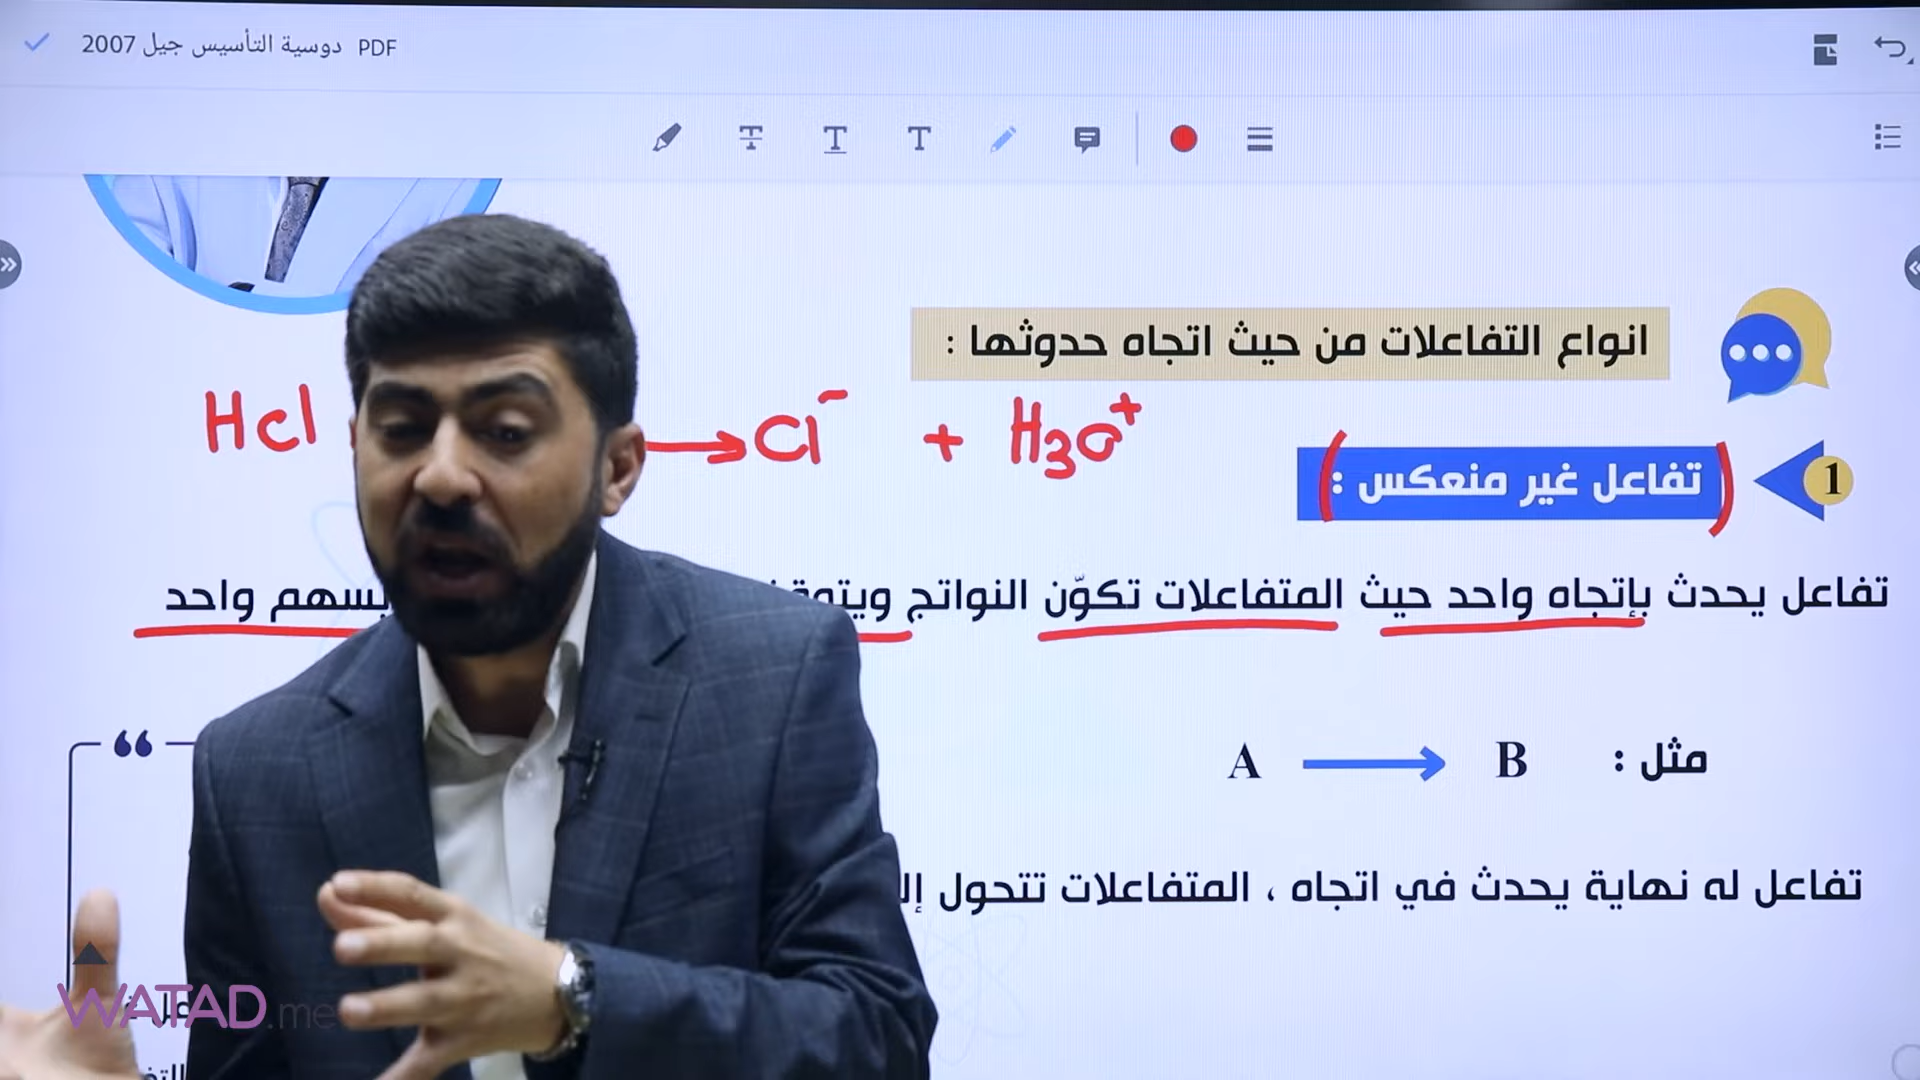 دوسية التأسيس جيل 2007 PDF
انواع التفاعلات من حيث اتجاه حدوثها :
Hcl → Cl⁻ + H3O⁺
1 (تفاعل غير منعكس :)
تفاعل يحدث بإتجاه واحد حيث المتفاعلات تكوّن النواتج بسهم واحد
مثل : A → B
تفاعل له نهاية يحدث في اتجاه ، المتفاعلات تتحول
WATAD